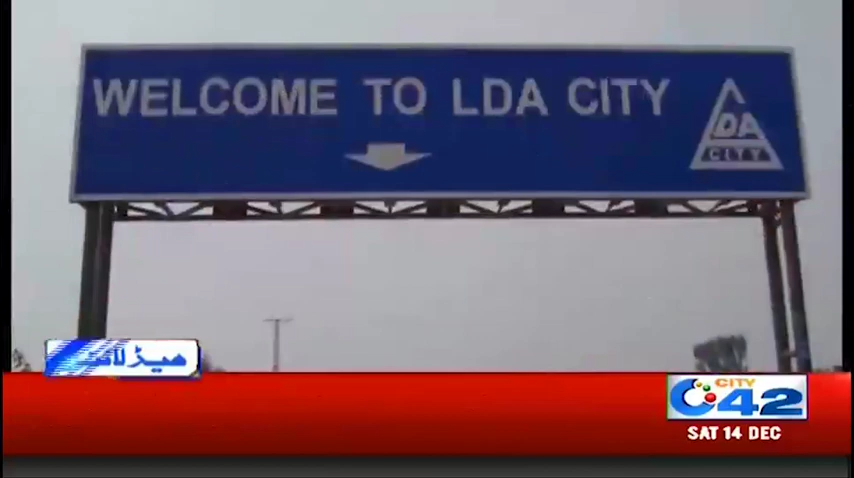 WELCOME TO LDA CITY
LDA
CITY
ہیڈ لائنز
CITY
42
SAT 14 DEC